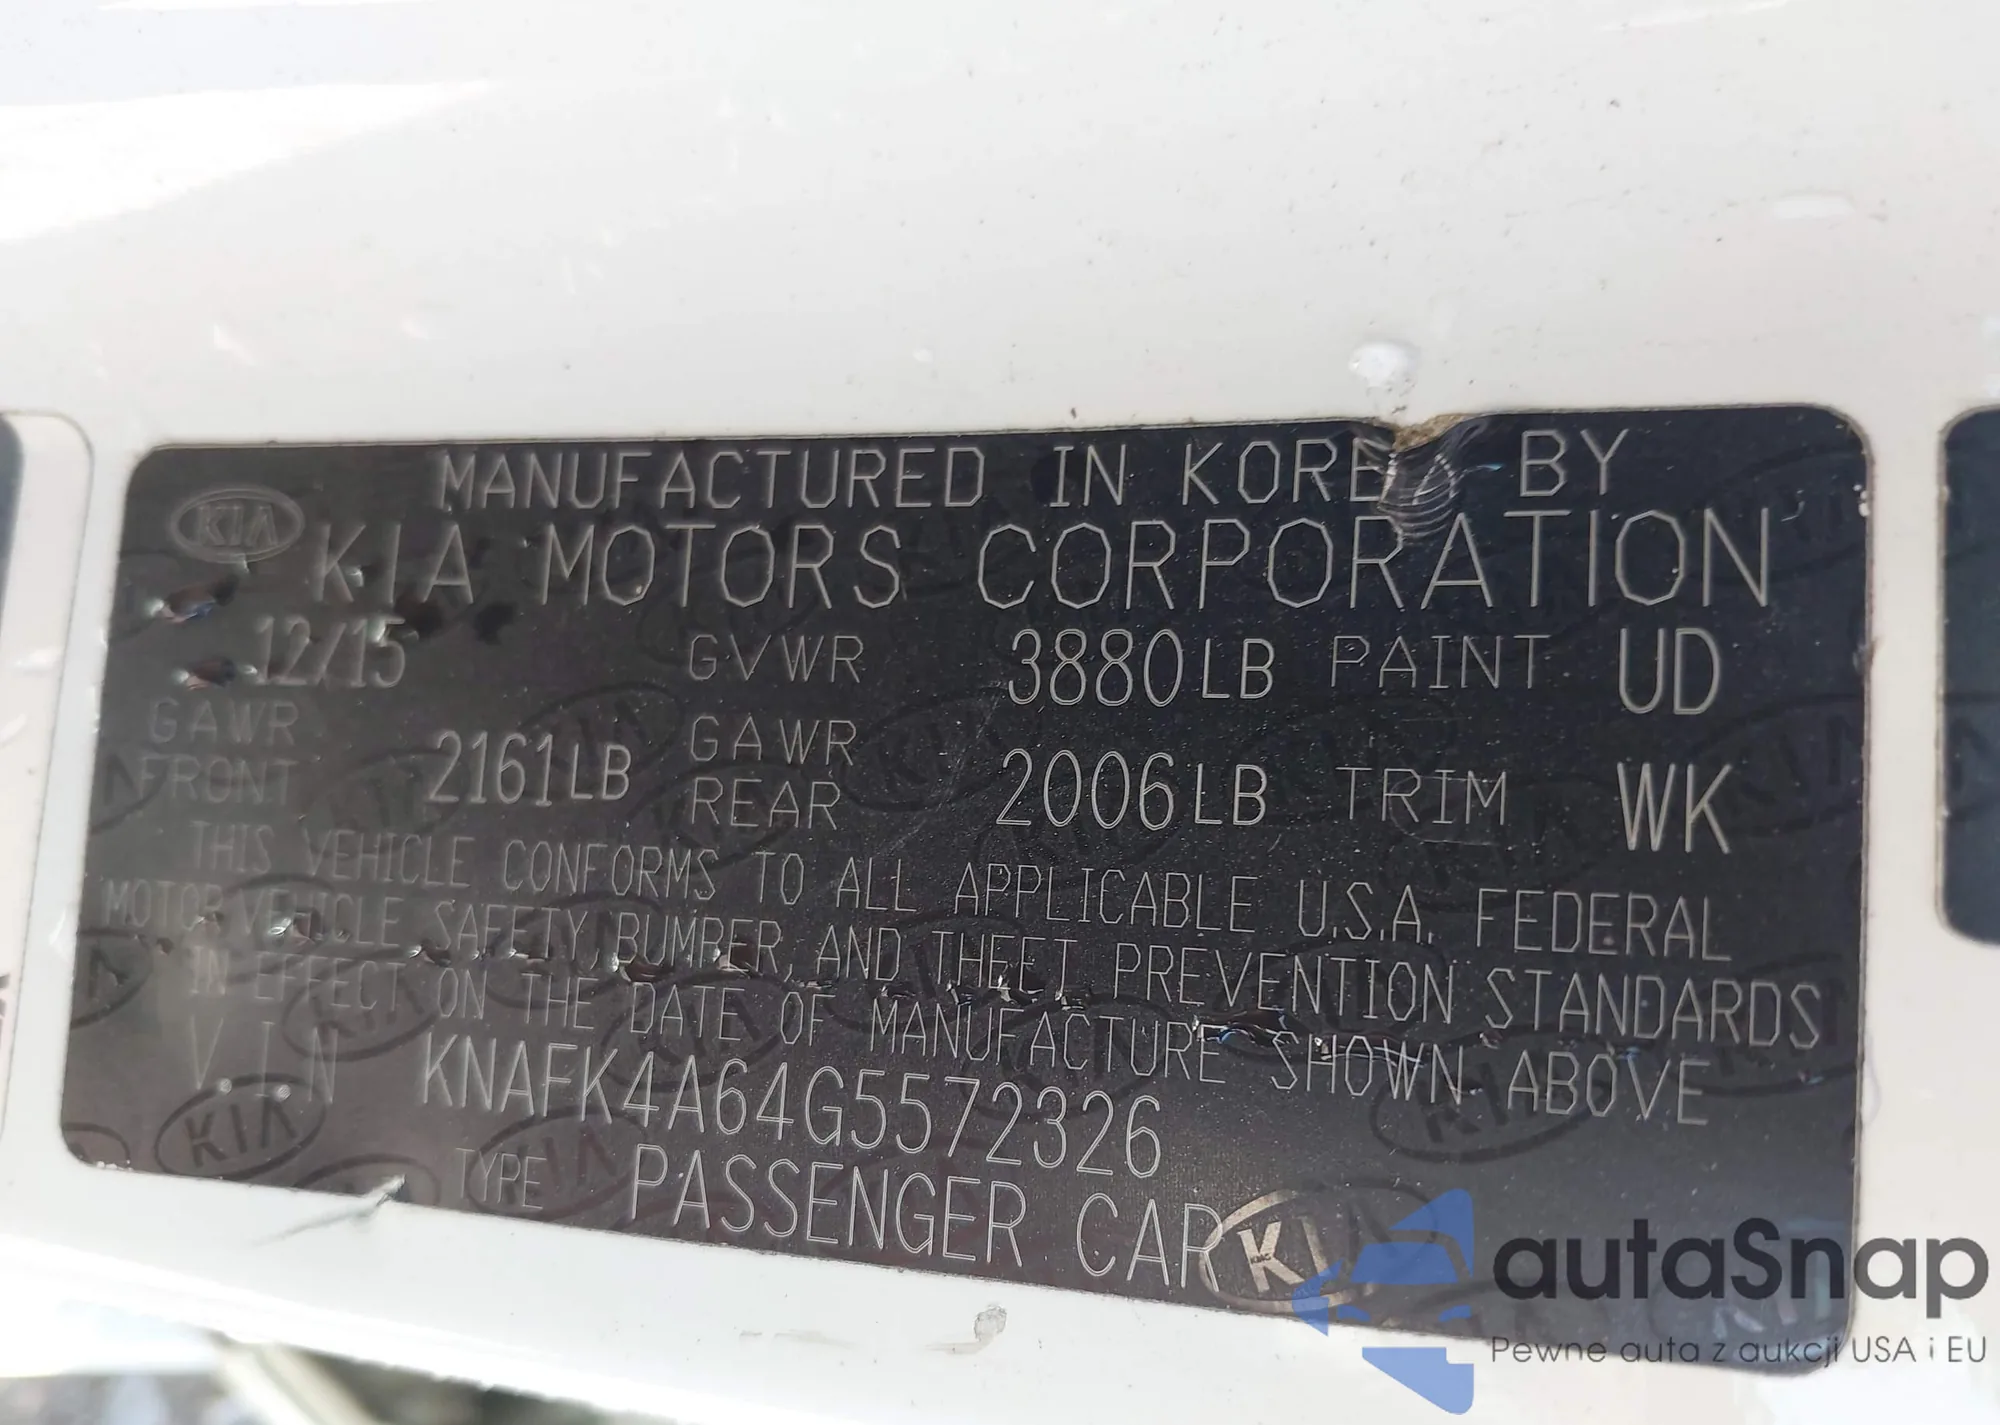 MANUFACTURED IN KOREA BY
KIA KIA MOTORS CORPORATION
12/15 GVWR 3880LB PAINT UD
GAWR FRONT 2161LB GAWR REAR 2006LB TRIM WK
THIS VEHICLE CONFORMS TO ALL APPLICABLE U.S.A. FEDERAL
MOTOR VEHICLE SAFETY, BUMPER, AND THEFT PREVENTION STANDARDS
IN EFFECT ON THE DATE OF MANUFACTURE SHOWN ABOVE
V.I.N KNAFK4A64G5572326
TYPE PASSENGER CAR KIA
autaSnap
Pewne auta z aukcji USA i EU